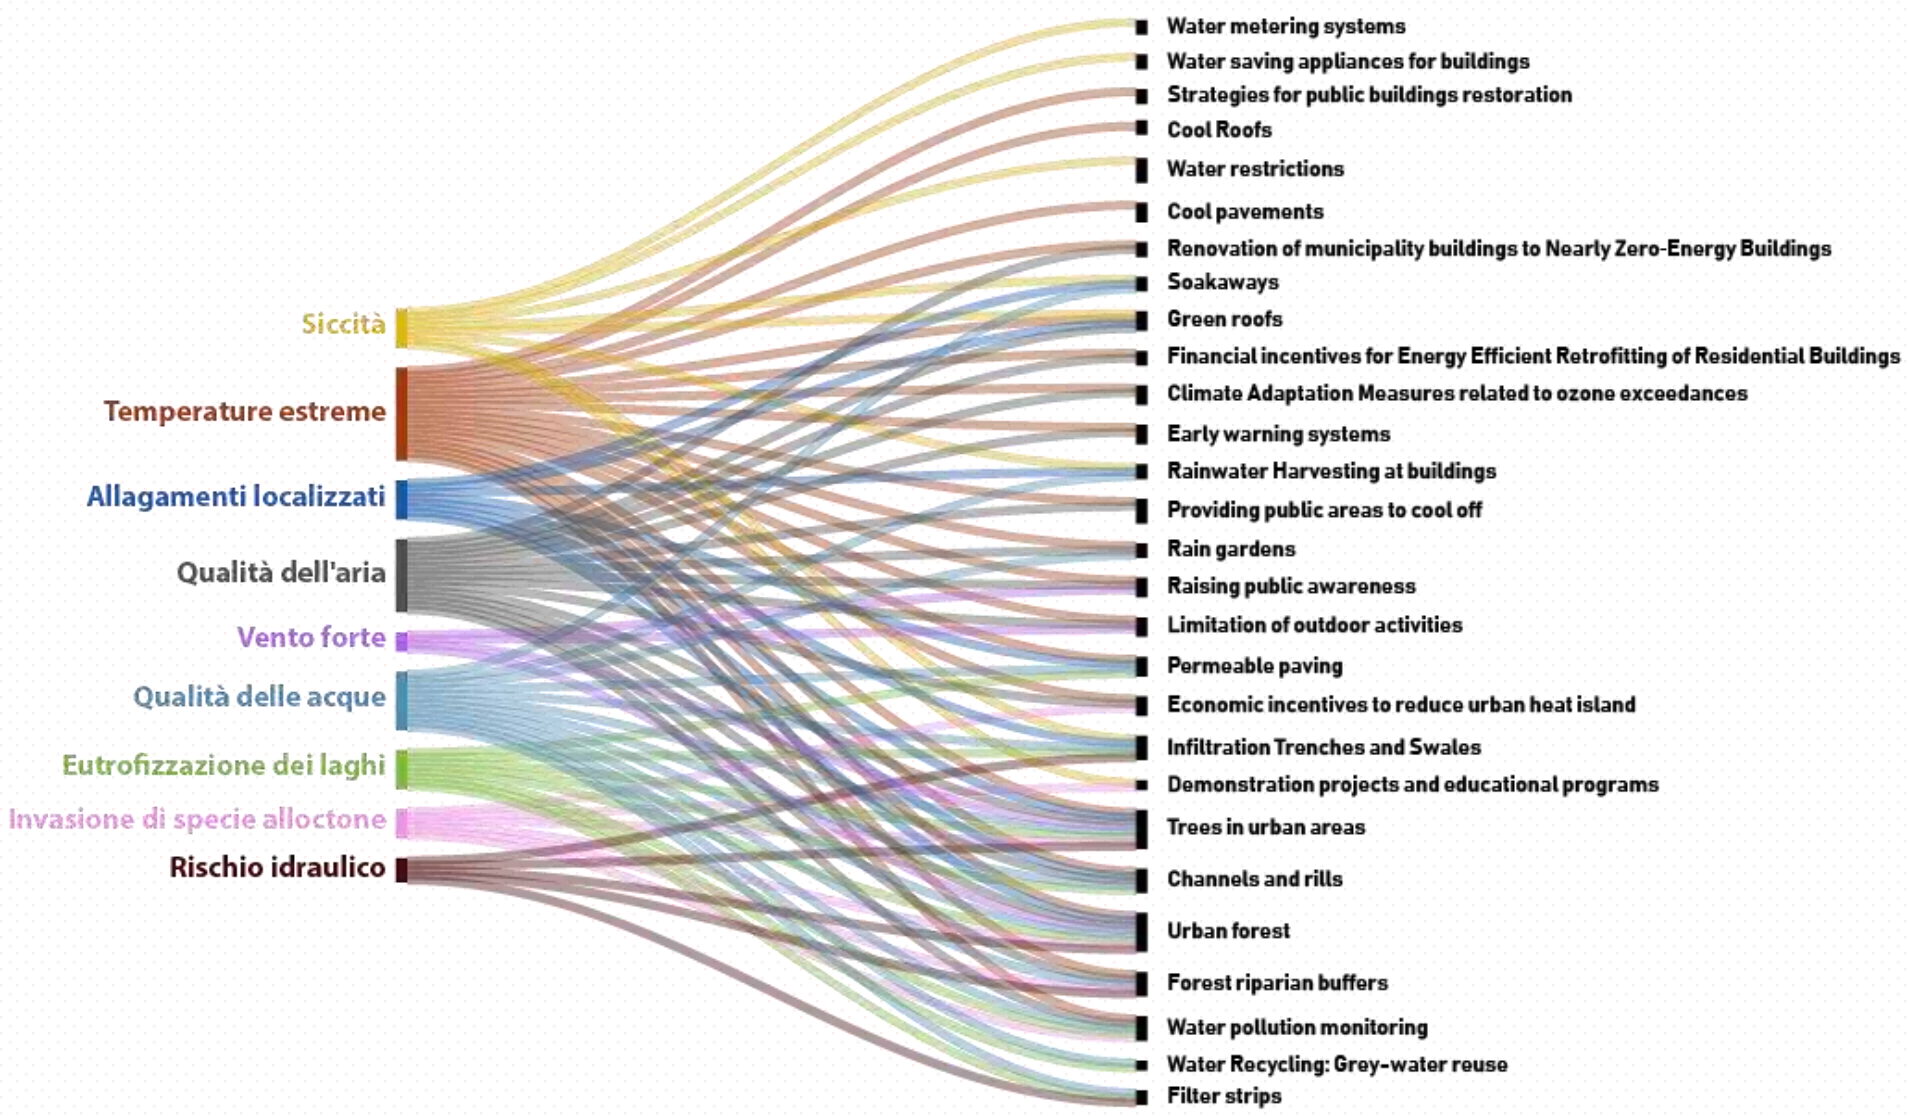 Siccità
Temperature estreme
Allagamenti localizzati
Qualità dell'aria
Vento forte
Qualità delle acque
Eutrofizzazione dei laghi
Invasione di specie alloctone
Rischio idraulico
Water metering systems
Water saving appliances for buildings
Strategies for public buildings restoration
Cool Roofs
Water restrictions
Cool pavements
Renovation of municipality buildings to Nearly Zero-Energy Buildings
Soakaways
Green roofs
Financial incentives for Energy Efficient Retrofitting of Residential Buildings
Climate Adaptation Measures related to ozone exceedances
Early warning systems
Rainwater Harvesting at buildings
Providing public areas to cool off
Rain gardens
Raising public awareness
Limitation of outdoor activities
Permeable paving
Economic incentives to reduce urban heat island
Infiltration Trenches and Swales
Demonstration projects and educational programs
Trees in urban areas
Channels and rills
Urban forest
Forest riparian buffers
Water pollution monitoring
Water Recycling: Grey-water reuse
Filter strips